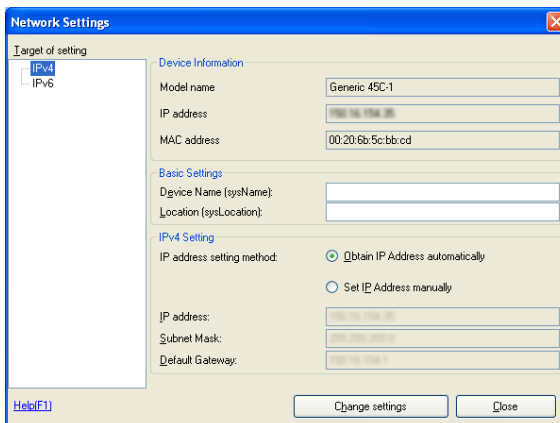 Network Settings
Target of setting
IPv4
IPv6
Device Information
Model name
Generic 45C-1
IP address
MAC address
00:20:6b:5c:bb:cd
Basic Settings
Device Name (sysName):
Location (sysLocation):
IPv4 Setting
IP address setting method:
Obtain IP Address automatically
Set IP Address manually
IP address:
Subnet Mask:
Default Gateway:
Help(F1)
Change settings
Close